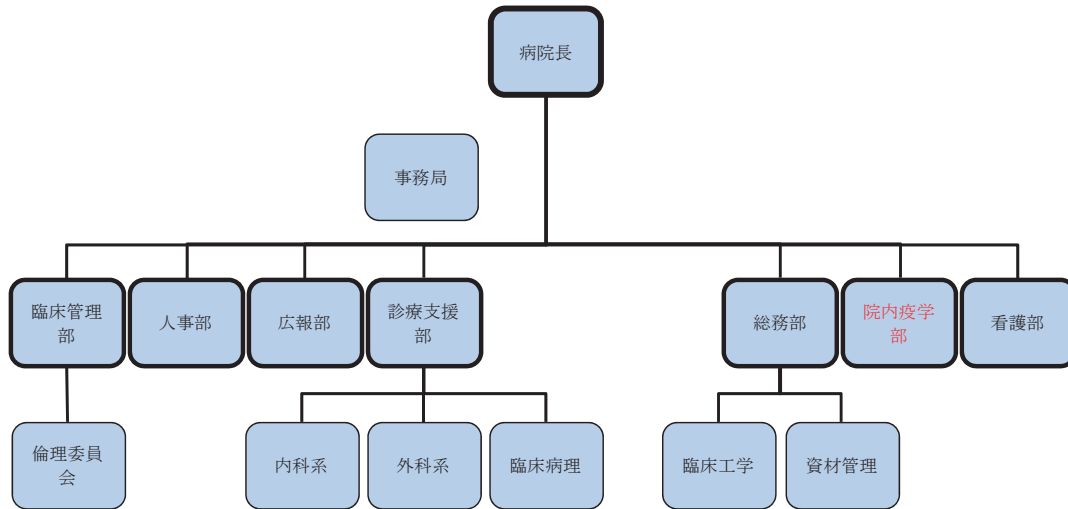 病院長
事務局
臨床管理
部
人事部
広報部
診療支援
部
総務部
院内疫学
部
看護部
倫理委員
会
内科系
外科系
臨床病理
臨床工学
資材管理